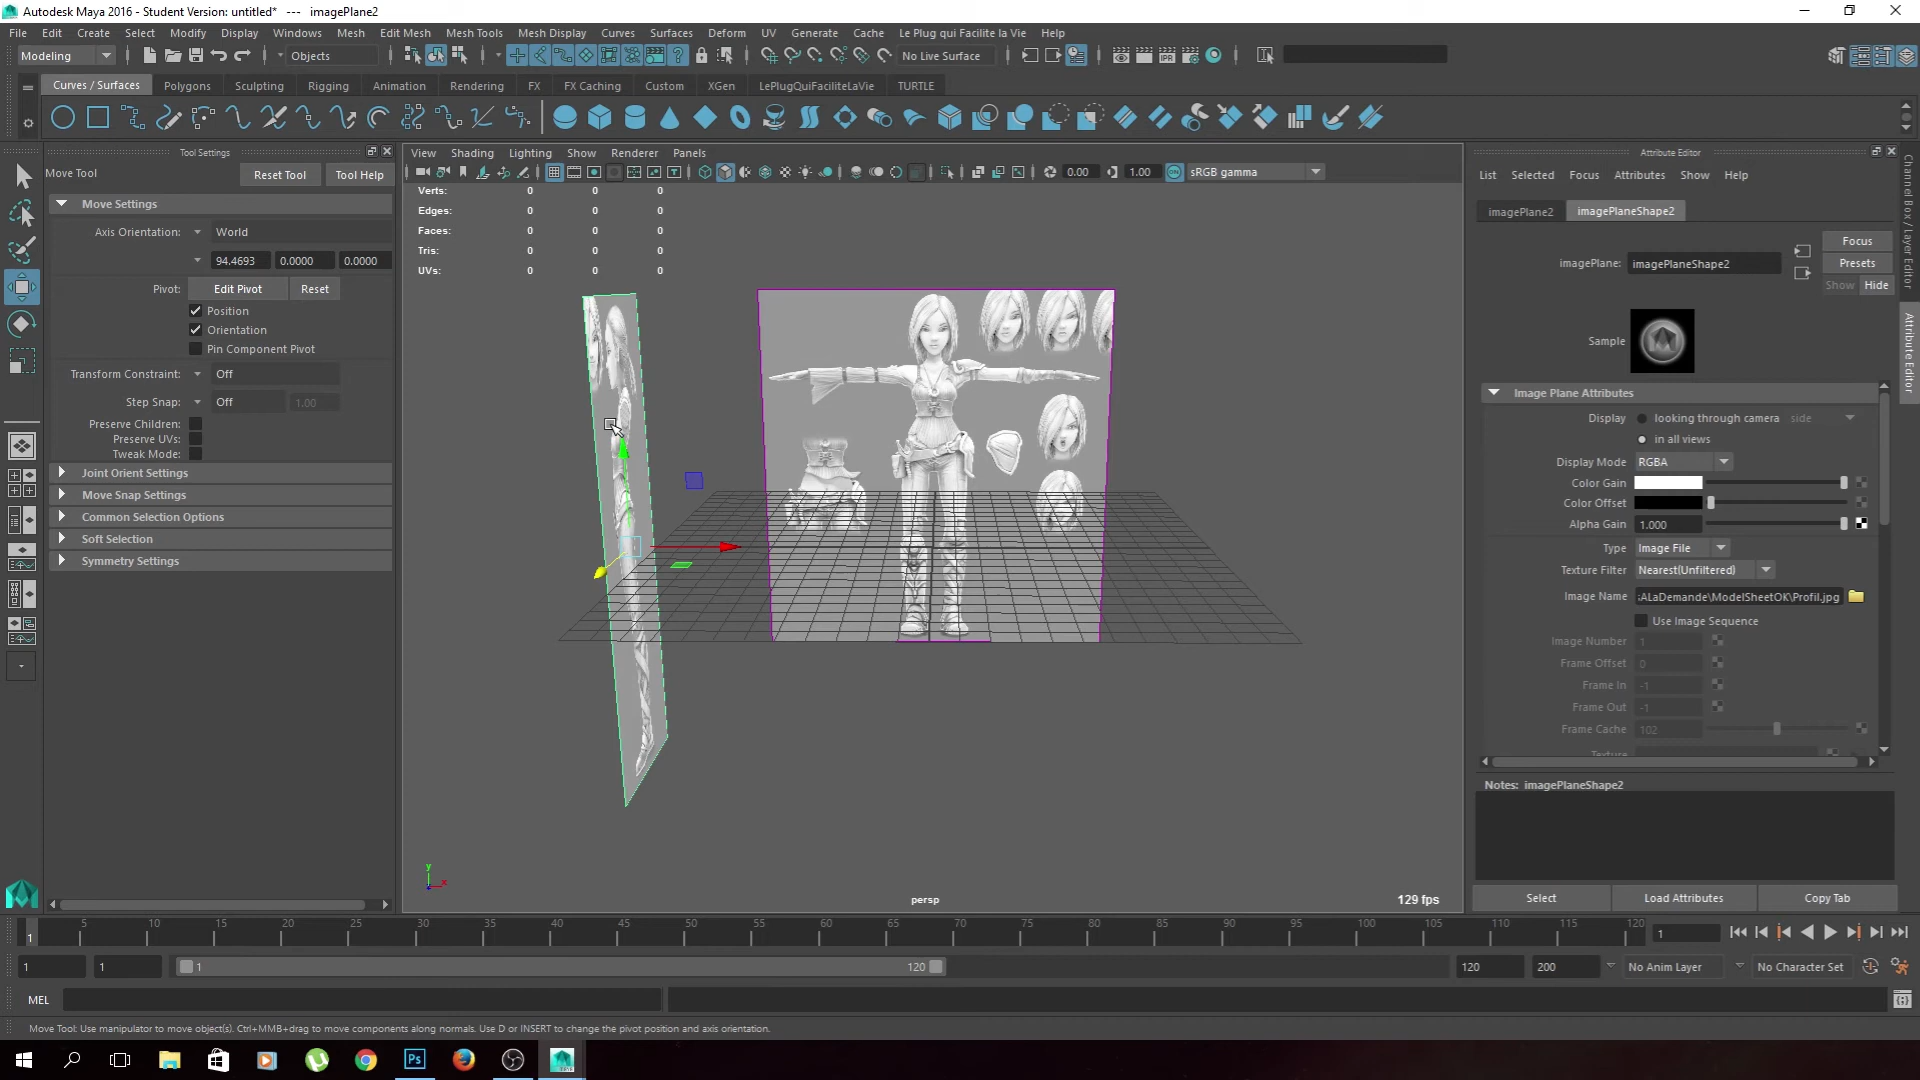 Autodesk Maya 2016 - Student Version: untitled*   ---   imagePlane2
File Edit Create Select Modify Display Windows Mesh Edit Mesh Mesh Tools Mesh Display Curves Surfaces Deform UV Generate Cache Le Plug qui Facilite la Vie Help
Modeling Objects No Live Surface
Curves / Surfaces Polygons Sculpting Rigging Animation Rendering FX FX Caching Custom XGen LePlugQuiFaciliteLaVie TURTLE
Tool Settings
Move Tool Reset Tool Tool Help
Move Settings
Axis Orientation: World
94.4693 0.0000 0.0000
Pivot: Edit Pivot Reset
Position
Orientation
Pin Component Pivot
Transform Constraint: Off
Step Snap: Off 1.00
Preserve Children:
Preserve UVs:
Tweak Mode:
Joint Orient Settings
Move Snap Settings
Common Selection Options
Soft Selection
Symmetry Settings
View Shading Lighting Show Renderer Panels
0.00 1.00 sRGB gamma
Verts: 0 0 0
Edges: 0 0 0
Faces: 0 0 0
Tris: 0 0 0
UVs: 0 0 0
y
x
persp
129 fps
Attribute Editor
List Selected Focus Attributes Show Help
imagePlane2 imagePlaneShape2
Focus
imagePlane: imagePlaneShape2
Presets
Show Hide
Sample
Image Plane Attributes
Display looking through camera side
in all views
Display Mode RGBA
Color Gain
Color Offset
Alpha Gain 1.000
Type Image File
Texture Filter Nearest(Unfiltered)
Image Name ALaDemande\ModelSheetOK\Profil.jpg
Use Image Sequence
Image Number 1
Frame Offset 0
Frame In -1
Frame Out -1
Frame Cache 102
Notes: imagePlaneShape2
Select Load Attributes Copy Tab
Channel Box / Layer Editor
Attribute Editor
5 10 15 20 25 30 35 40 45 50 55 60 65 70 75 80 85 90 95 100 105 110 115 120
1 1
1 1 1 120 120 200 No Anim Layer No Character Set
MEL
Move Tool: Use manipulator to move object(s). Ctrl+MMB+drag to move components along normals. Use D or INSERT to change the pivot position and axis orientation.
Ps